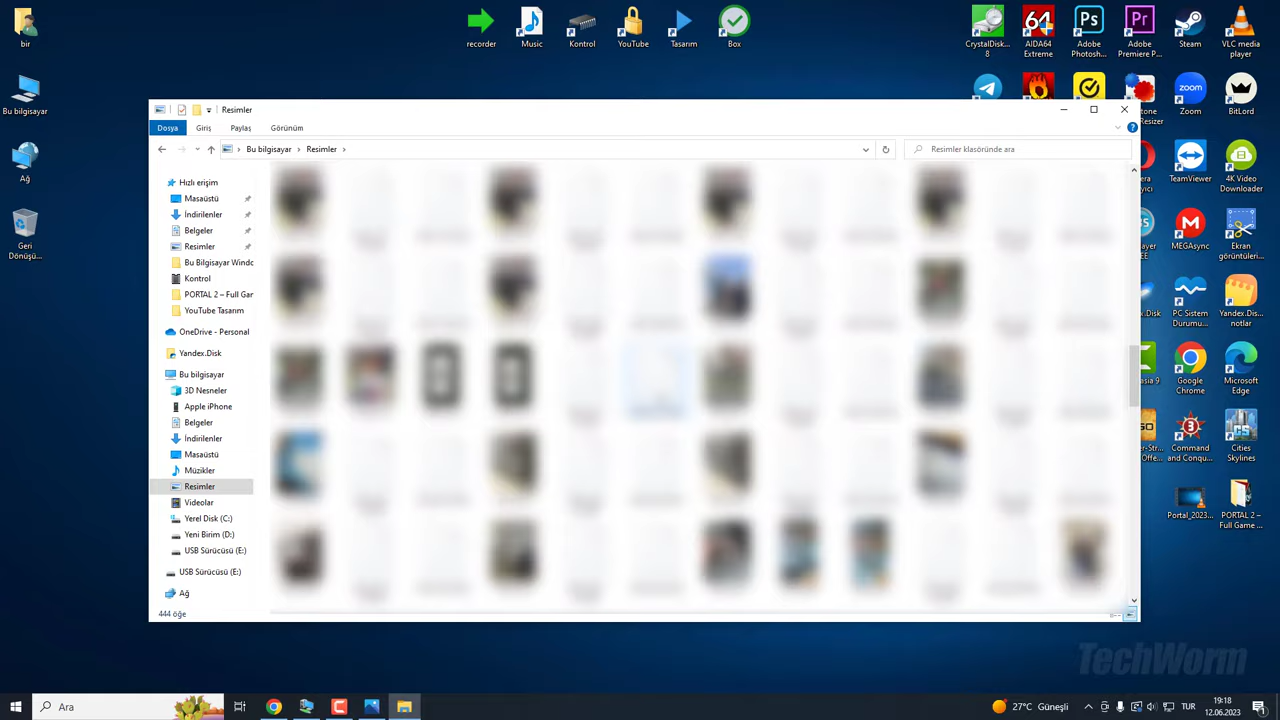 bir
Bu bilgisayar
Ağ
Geri
Dönüşü...
recorder
Music
Kontrol
YouTube
Tasarım
Box
CrystalDisk...
8
AIDA64
Extreme
Adobe
Photosh...
Adobe
Premiere P...
Steam
VLC media
player
Resizer
Zoom
BitLord
TeamViewer
4K Video
Downloader
MEGAsync
Ekran
görüntüleri...
PC Sistem
Durumu...
Yandex.Dis...
notlar
Google
Chrome
Microsoft
Edge
Command
and Conqu...
Cities
Skylines
Portal_2023...
PORTAL 2 –
Full Game ...
Resimler
Dosya
Giriş
Paylaş
Görünüm
Bu bilgisayar
Resimler
Resimler klasöründe ara
Hızlı erişim
Masaüstü
İndirilenler
Belgeler
Resimler
Bu Bilgisayar Windo
Kontrol
PORTAL 2 – Full Gar
YouTube Tasarım
OneDrive - Personal
Yandex.Disk
Bu bilgisayar
3D Nesneler
Apple iPhone
Belgeler
İndirilenler
Masaüstü
Müzikler
Resimler
Videolar
Yerel Disk (C:)
Yeni Birim (D:)
USB Sürücüsü (E:)
USB Sürücüsü (E:)
Ağ
444 öğe
TechWorm
Ara
27°C Güneşli
TUR
19:18
12.06.2023